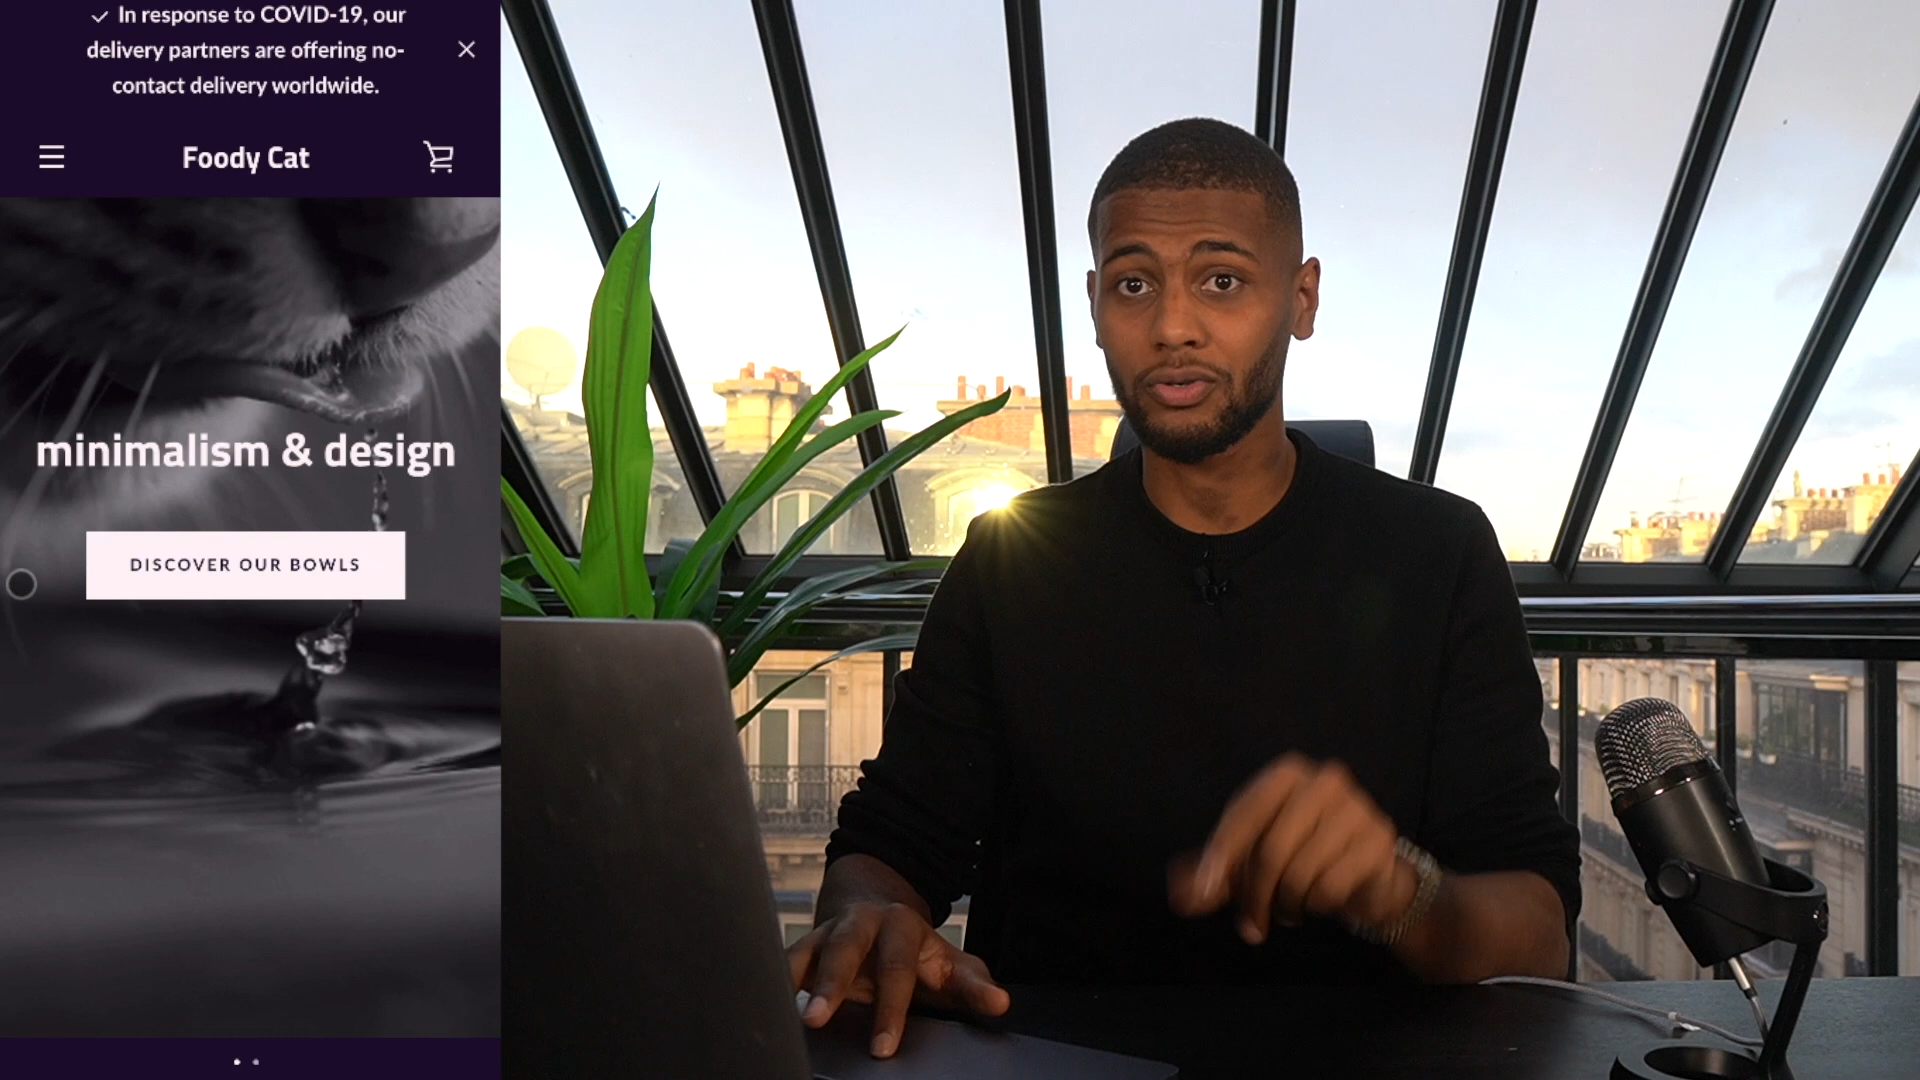 ✓ In response to COVID-19, our
delivery partners are offering no-
contact delivery worldwide.
Foody Cat
minimalism & design
DISCOVER OUR BOWLS